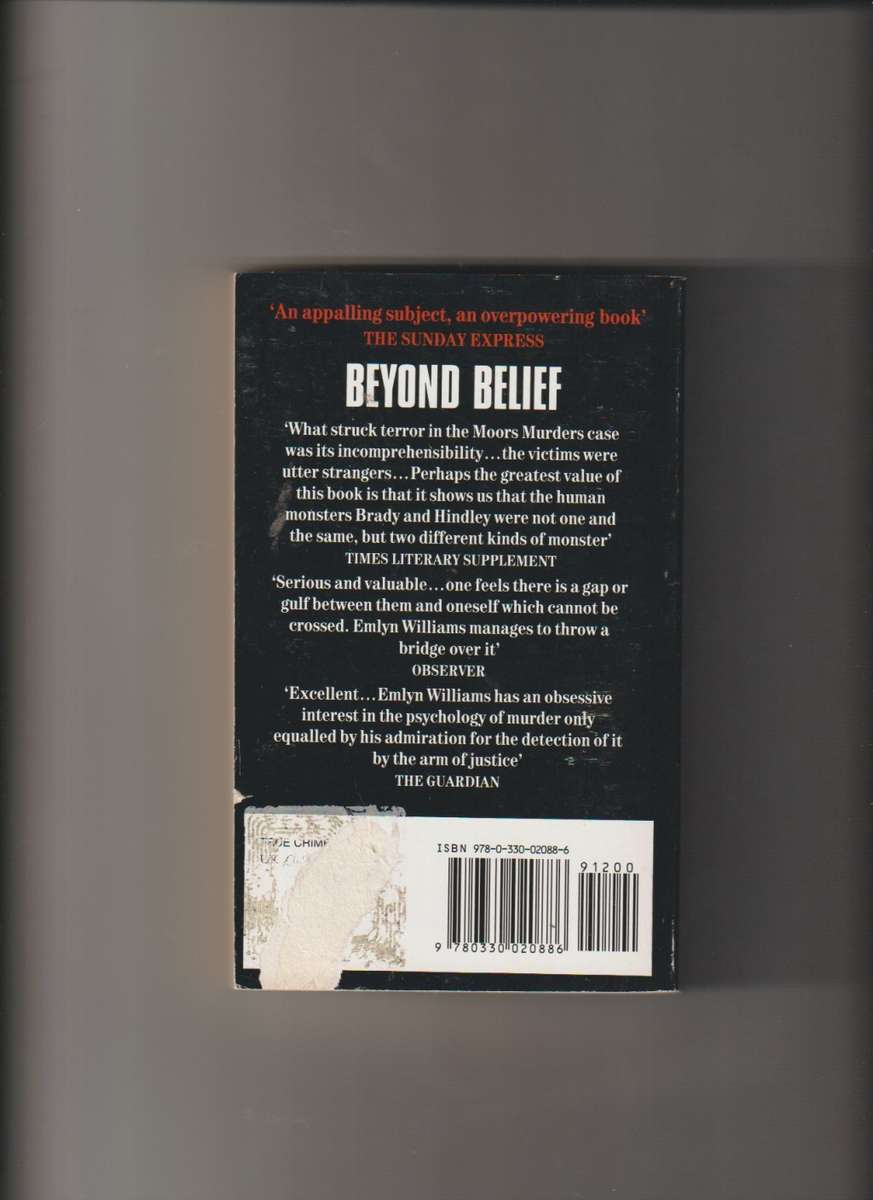 ‘An appalling subject, an overpowering book’
THE SUNDAY EXPRESS
BEYOND BELIEF
‘What struck terror in the Moors Murders case
was its incomprehensibility...the victims were
utter strangers...Perhaps the greatest value of
this book is that it shows us that the human
monsters Brady and Hindley were not one and
the same, but two different kinds of monster’
TIMES LITERARY SUPPLEMENT
‘Serious and valuable...one feels there is a gap or
gulf between them and oneself which cannot be
crossed. Emlyn Williams manages to throw a
bridge over it’
OBSERVER
‘Excellent...Emlyn Williams has an obsessive
interest in the psychology of murder only
equalled by his admiration for the detection of it
by the arm of justice’
THE GUARDIAN
TRUE CRIME
ISBN 978-0-330-02088-6
91200
9 780330 020886